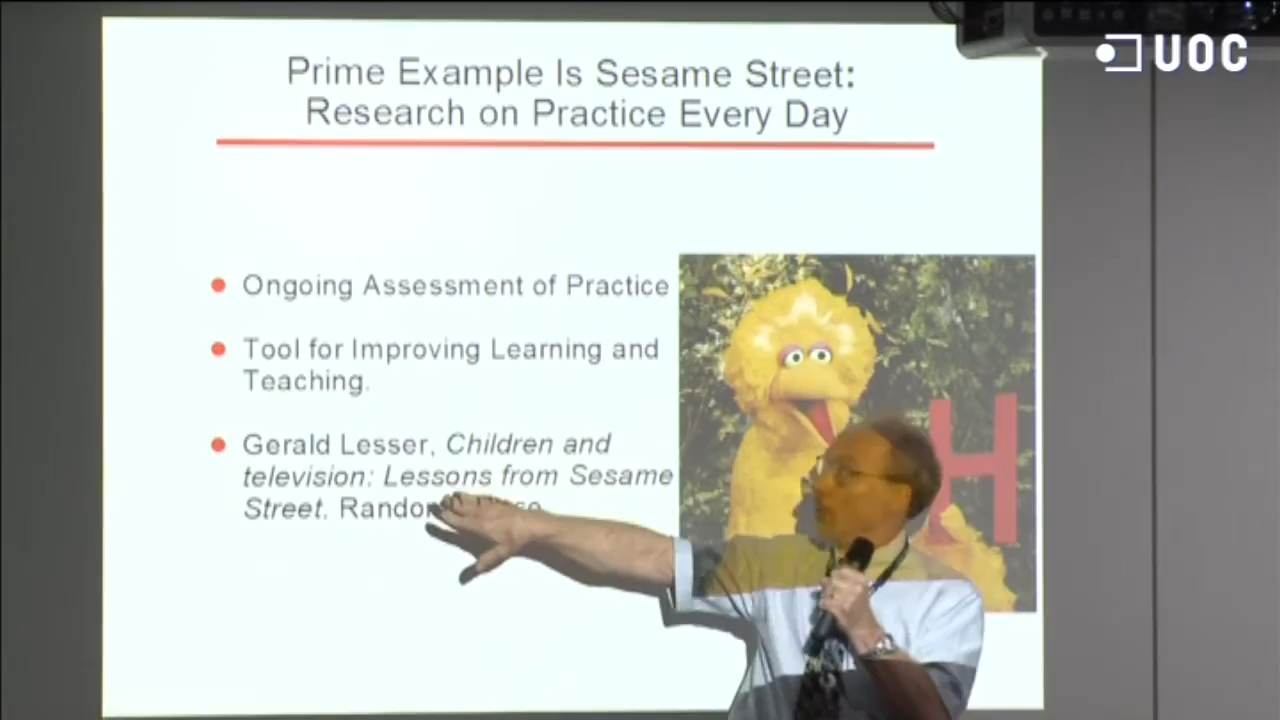 UOC
Prime Example Is Sesame Street:
Research on Practice Every Day
Ongoing Assessment of Practice
Tool for Improving Learning and
Teaching.
Gerald Lesser, Children and
television: Lessons from Sesame
Street. Random
H